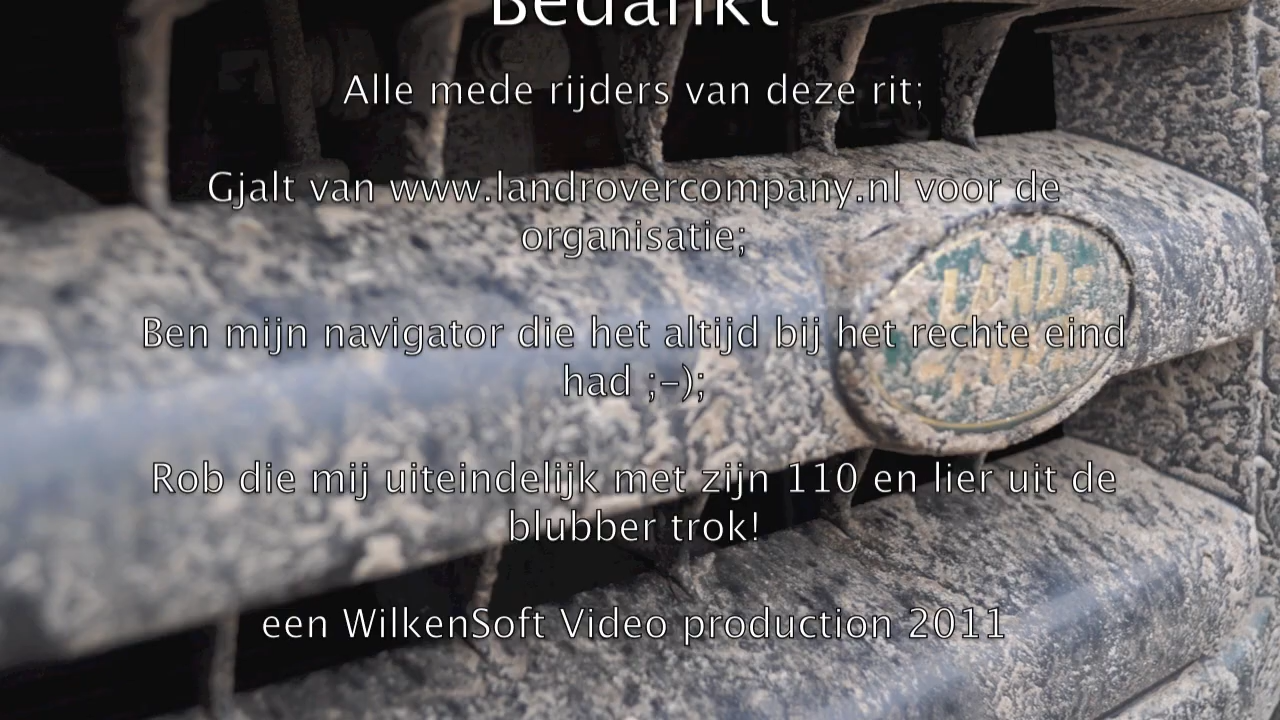 Bedankt
Alle mede rijders van deze rit;
Gjalt van www.landrovercompany.nl voor de
organisatie;
Ben mijn navigator die het altijd bij het rechte eind
had ;-);
Rob die mij uiteindelijk met zijn 110 en lier uit de
blubber trok!
een WilkenSoft Video production 2011
LAND-